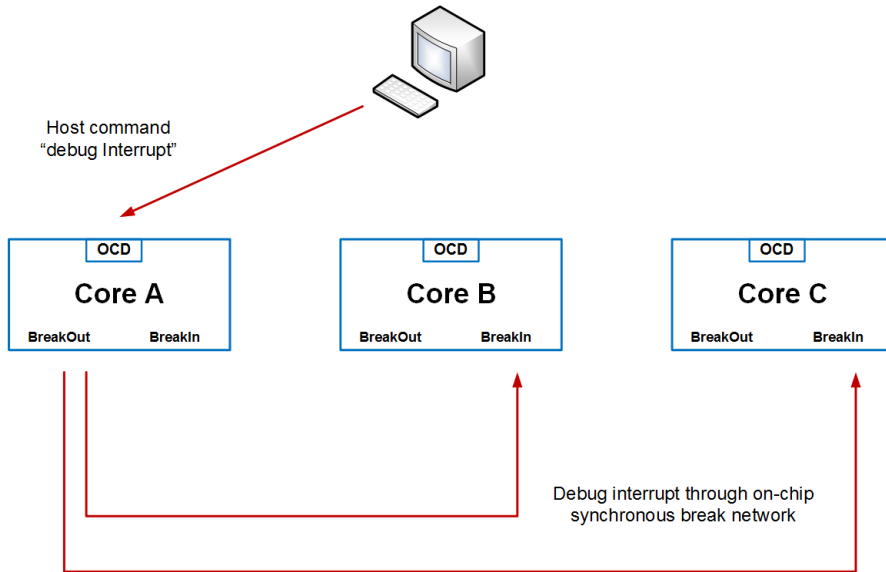 Host command
“debug Interrupt”
OCD
OCD
OCD
Core A
Core B
Core C
BreakOut
BreakIn
BreakOut
BreakIn
BreakOut
BreakIn
Debug interrupt through on-chip
synchronous break network